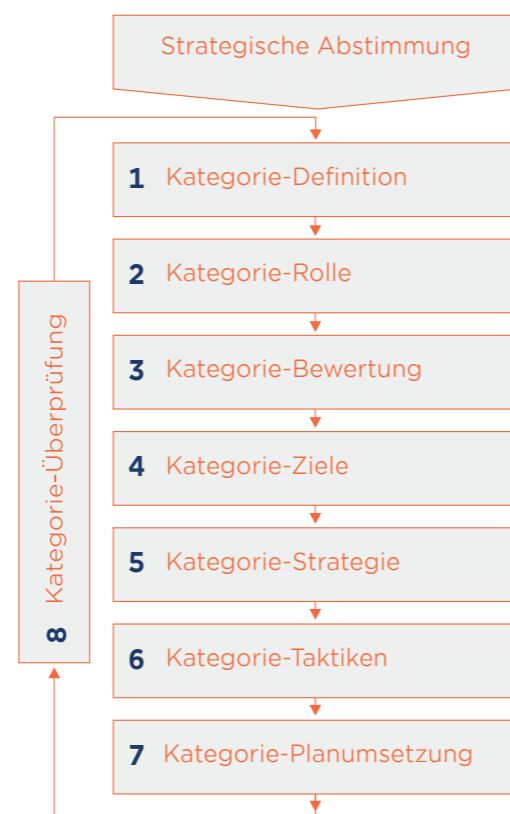 Strategische Abstimmung
1 Kategorie-Definition
2 Kategorie-Rolle
3 Kategorie-Bewertung
4 Kategorie-Ziele
5 Kategorie-Strategie
6 Kategorie-Taktiken
7 Kategorie-Planumsetzung
8 Kategorie-Überprüfung